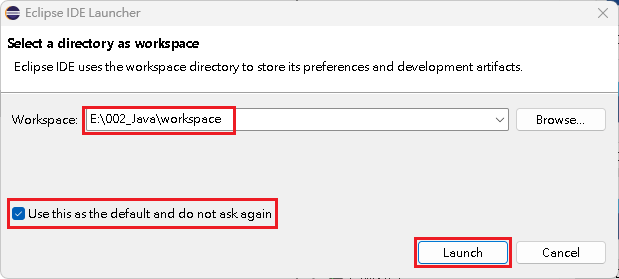 Eclipse IDE Launcher
Select a directory as workspace
Eclipse IDE uses the workspace directory to store its preferences and development artifacts.
Workspace: E:\002_Java\workspace Browse...
Use this as the default and do not ask again
Launch Cancel